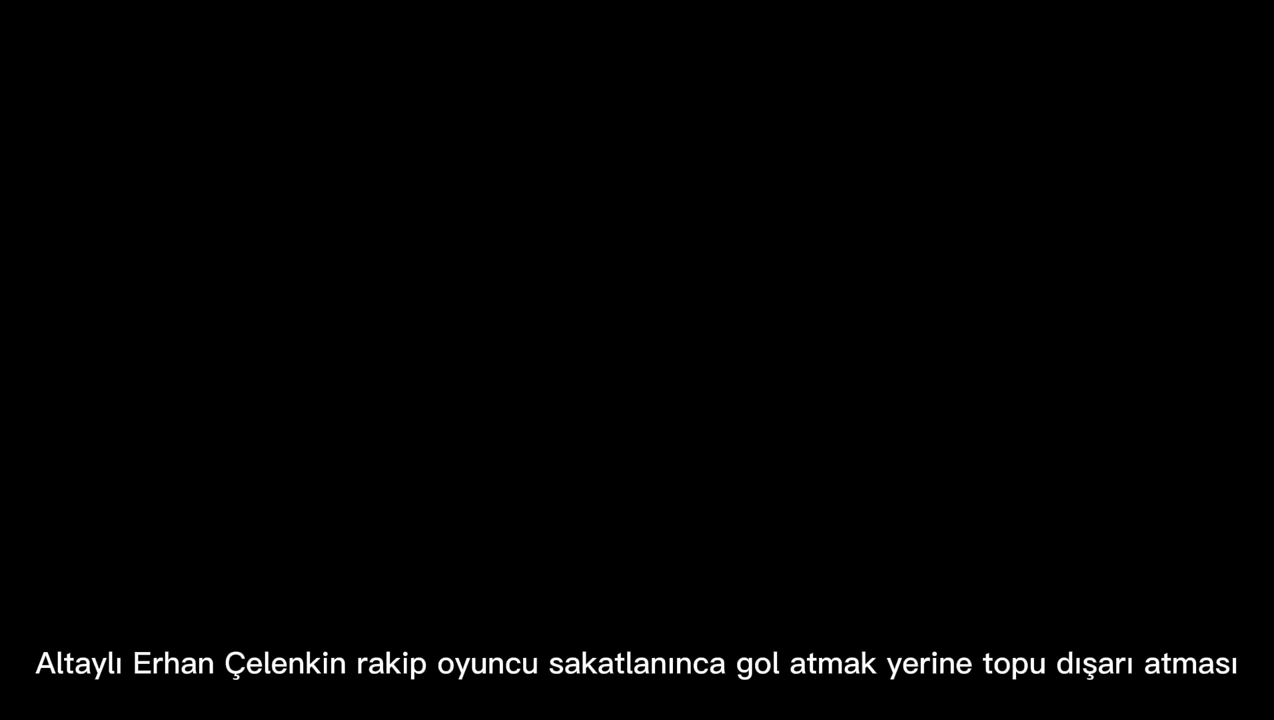 Altaylı Erhan Çelenkin rakip oyuncu sakatlanınca gol atmak yerine topu dışarı atması